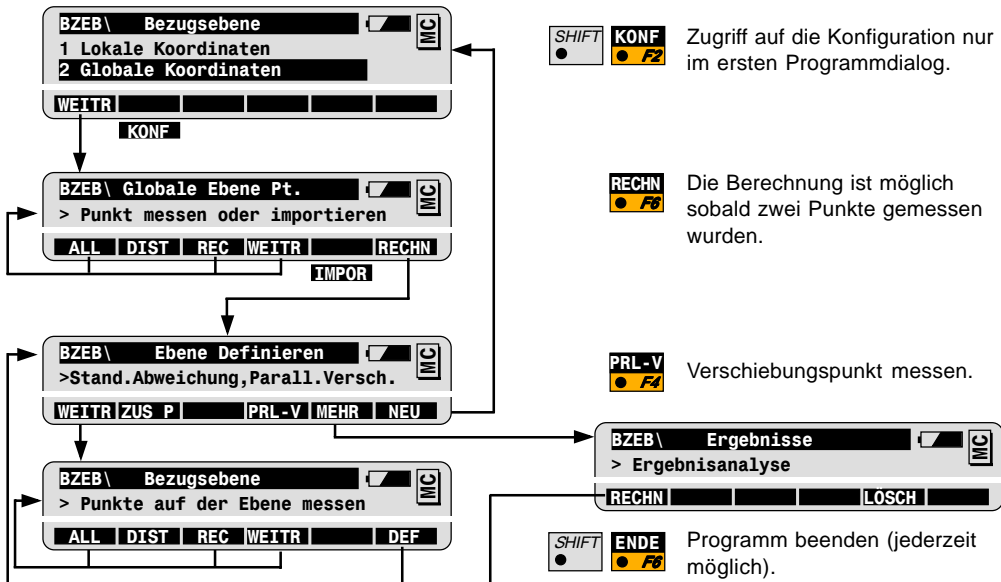 BZEB\ Bezugsebene
MC
1 Lokale Koordinaten
2 Globale Koordinaten
WEITR
KONF
SHIFT KONF F2
Zugriff auf die Konfiguration nur
im ersten Programmdialog.
BZEB\ Globale Ebene Pt.
MC
> Punkt messen oder importieren
ALL DIST REC WEITR RECHN
IMPOR
RECHN F6
Die Berechnung ist möglich
sobald zwei Punkte gemessen
wurden.
BZEB\ Ebene Definieren
MC
>Stand.Abweichung,Parall.Versch.
WEITR ZUS P PRL-V MEHR NEU
PRL-V F4
Verschiebungspunkt messen.
BZEB\ Ergebnisse
MC
> Ergebnisanalyse
RECHN LÖSCH
BZEB\ Bezugsebene
MC
> Punkte auf der Ebene messen
ALL DIST REC WEITR DEF
SHIFT ENDE F6
Programm beenden (jederzeit
möglich).